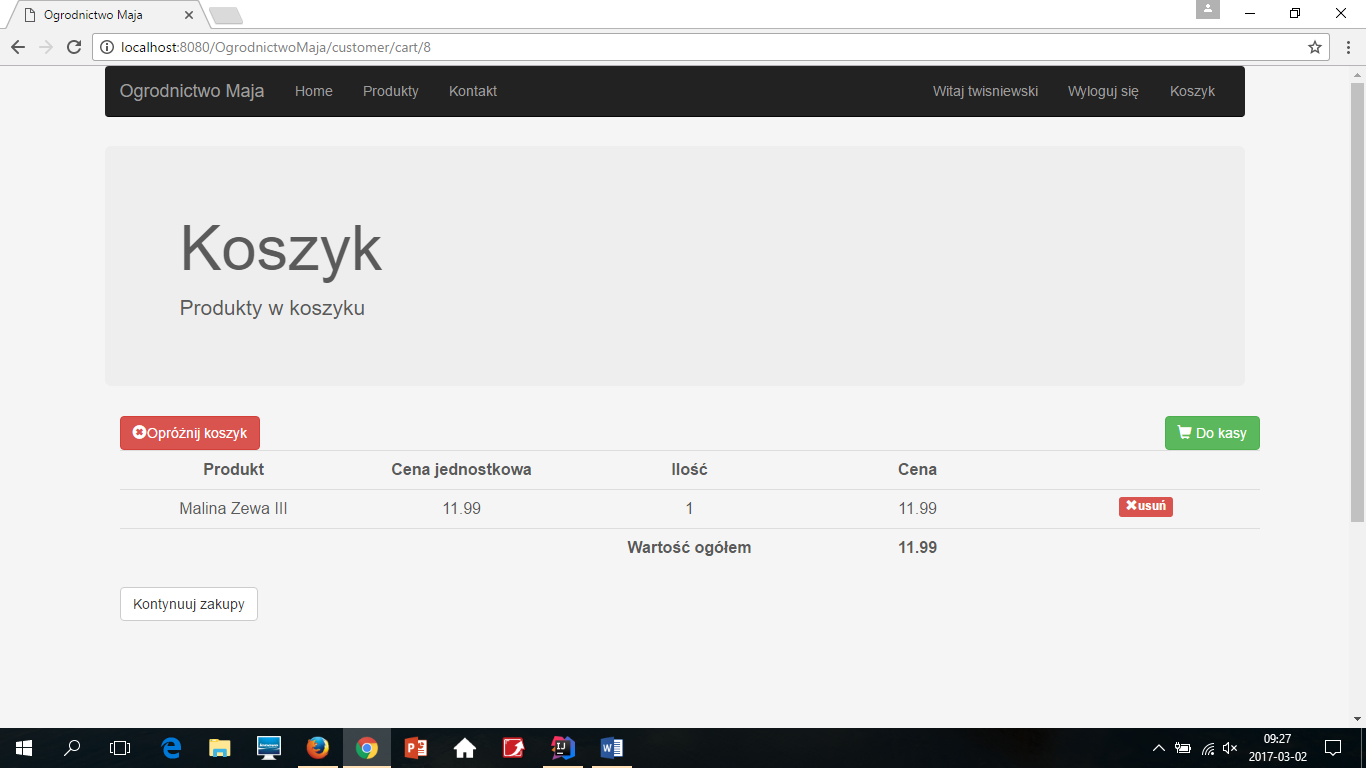 Ogrodnictwo Maja
localhost:8080/OgrodnictwoMaja/customer/cart/8
Ogrodnictwo Maja Home Produkty Kontakt Witaj twisniewski Wyloguj się Koszyk
Koszyk
Produkty w koszyku
Opróżnij koszyk Do kasy
Produkt Cena jednostkowa Ilość Cena
Malina Zewa III 11.99 1 11.99 usuń
Wartość ogółem 11.99
Kontynuuj zakupy
09:27
2017-03-02